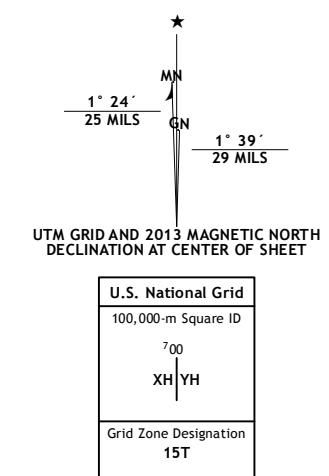 ★
MN
1° 24´
25 MILS
GN
1° 39´
29 MILS
UTM GRID AND 2013 MAGNETIC NORTH
DECLINATION AT CENTER OF SHEET
U.S. National Grid
100,000-m Square ID
⁷00
XH YH
Grid Zone Designation
15T